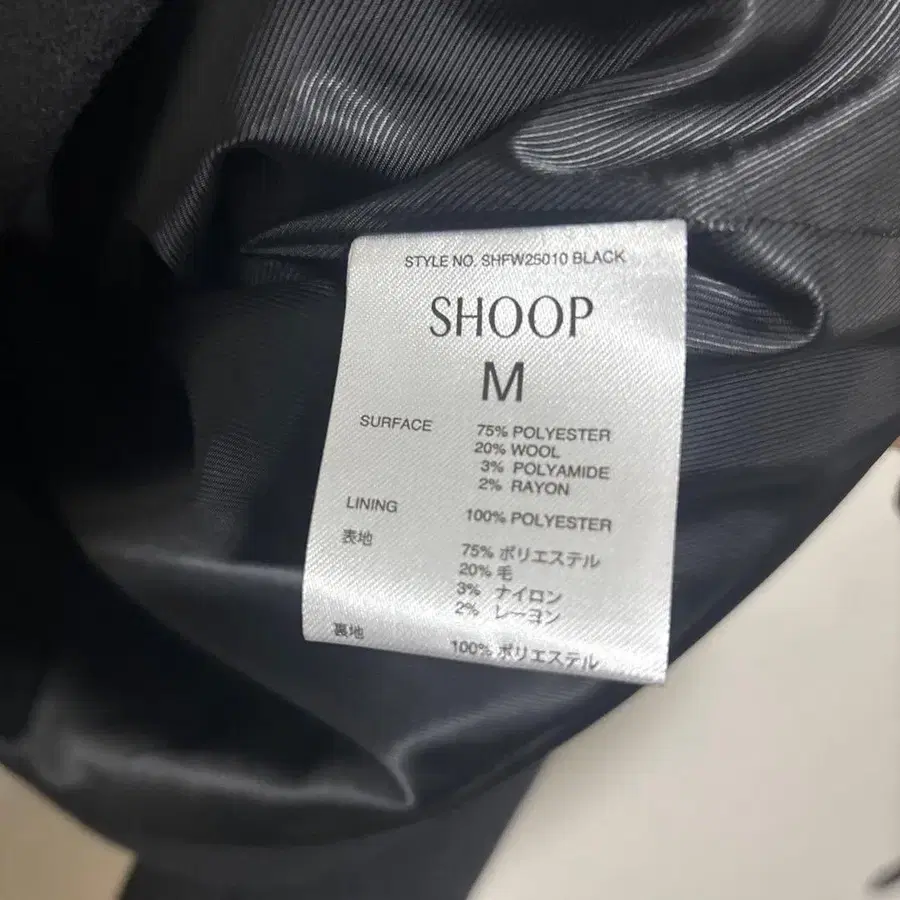 STYLE NO. SHFW25010 BLACK
SHOOP
M
SURFACE 75% POLYESTER
20% WOOL
3% POLYAMIDE
2% RAYON
LINING 100% POLYESTER
表地 75% ポリエステル
20% 毛
3% ナイロン
2% レーヨン
裏地 100% ポリエステル